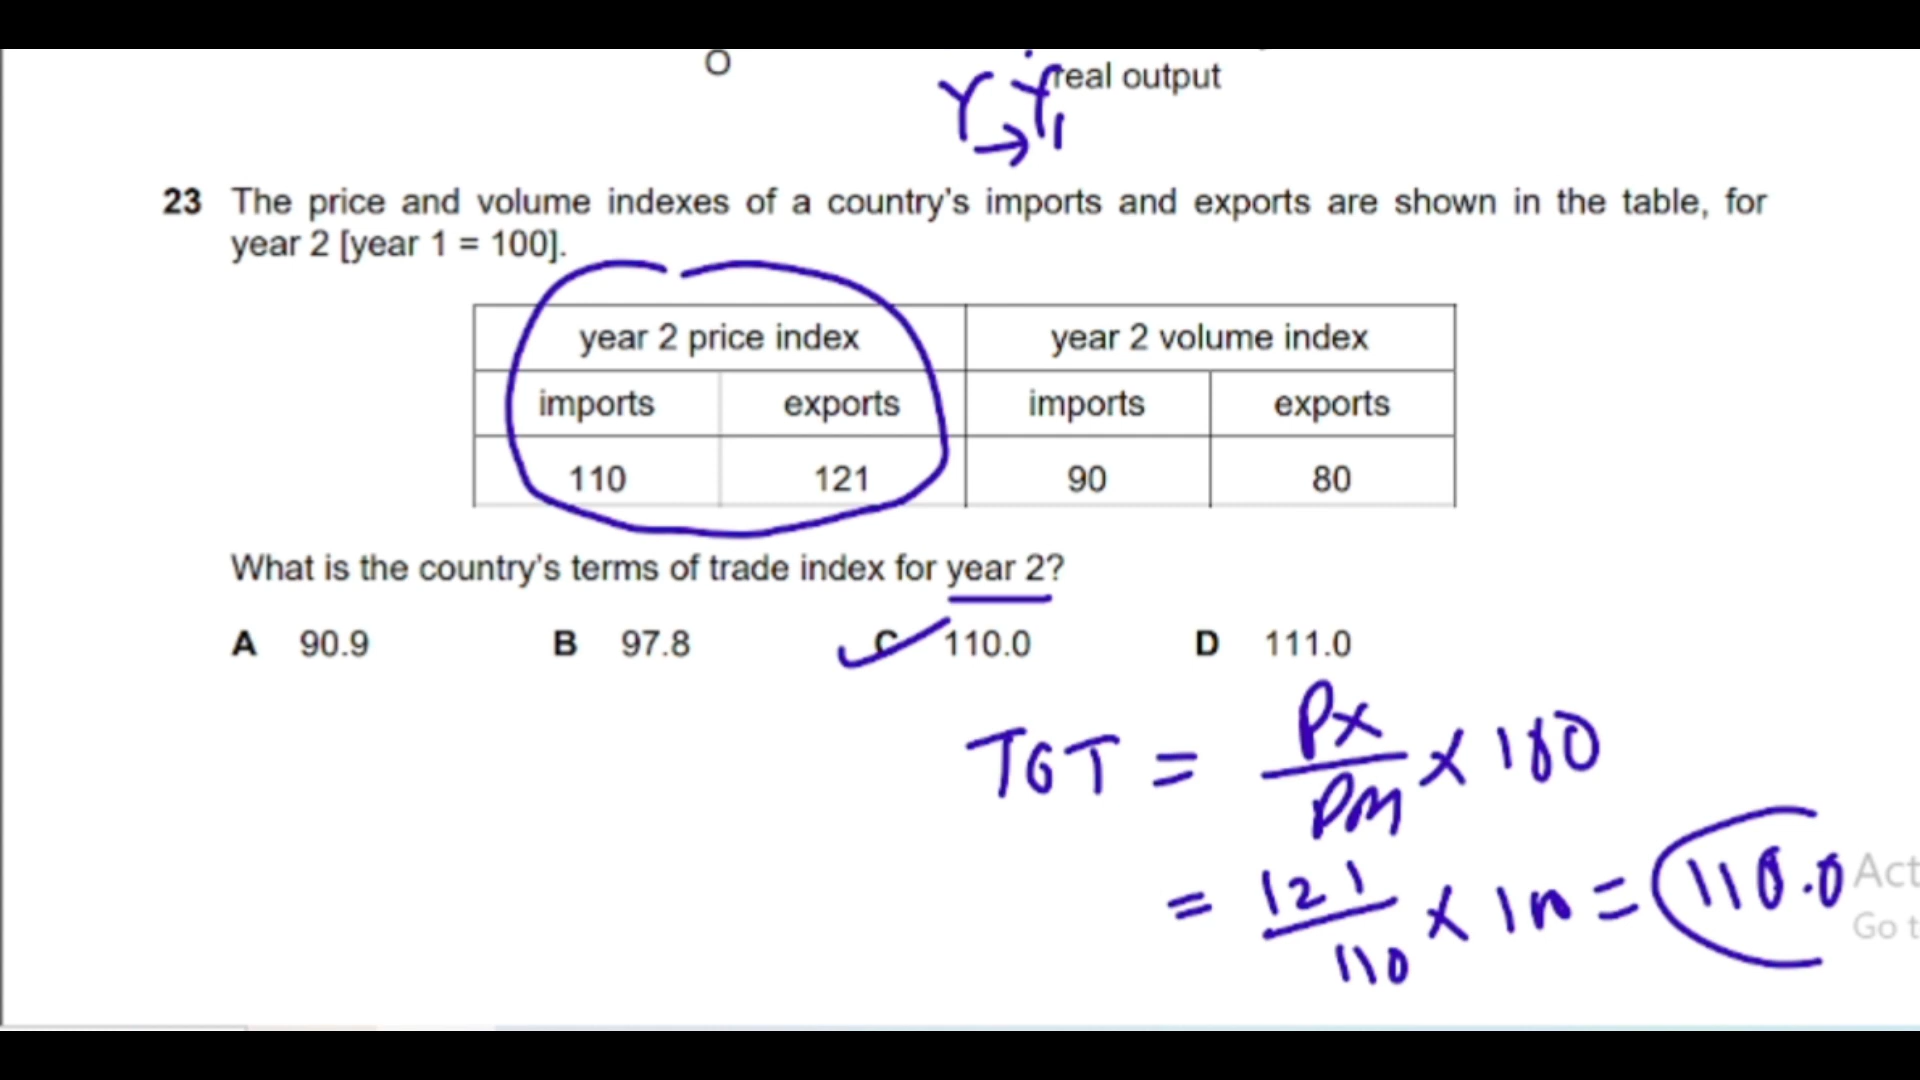 O
real output
Y → Y1
23 The price and volume indexes of a country's imports and exports are shown in the table, for
year 2 [year 1 = 100].
year 2 price index year 2 volume index
imports exports imports exports
110 121 90 80
What is the country's terms of trade index for year 2?
A 90.9 B 97.8 C 110.0 D 111.0
TOT = Px/PM × 100
= 121/110 × 100 = 110.0
Act
Go t